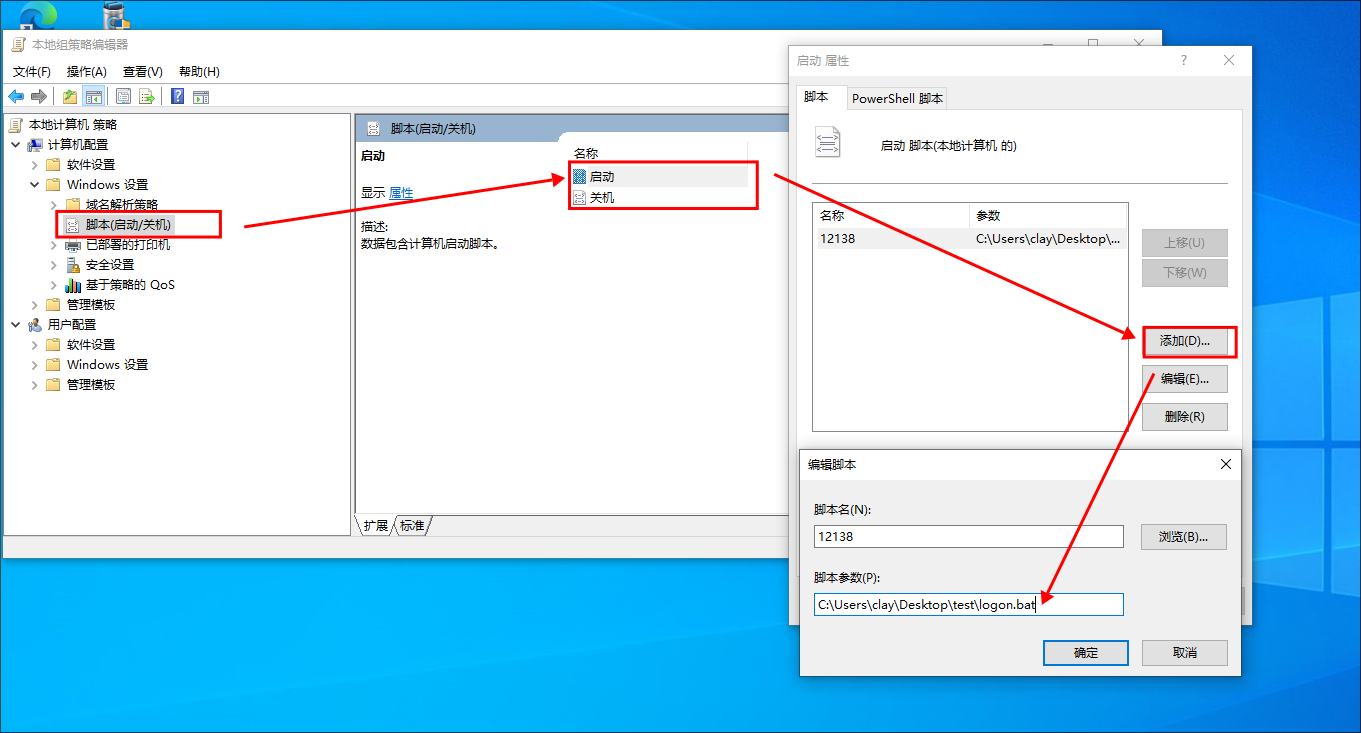 本地组策略编辑器
文件(F) 操作(A) 查看(V) 帮助(H)
本地计算机 策略
计算机配置
软件设置
Windows 设置
域名解析策略
脚本(启动/关机)
已部署的打印机
安全设置
基于策略的 QoS
管理模板
用户配置
软件设置
Windows 设置
管理模板
脚本(启动/关机)
启动
显示 属性
描述:
数据包含计算机启动脚本。
名称
启动
关机
扩展 标准
启动 属性
?
脚本 PowerShell 脚本
启动 脚本(本地计算机 的)
名称 参数
12138 C:\Users\clay\Desktop\...
上移(U)
下移(W)
添加(D)...
编辑(E)...
删除(R)
编辑脚本
脚本名(N):
12138
浏览(B)...
脚本参数(P):
C:\Users\clay\Desktop\test\logon.bat
确定 取消